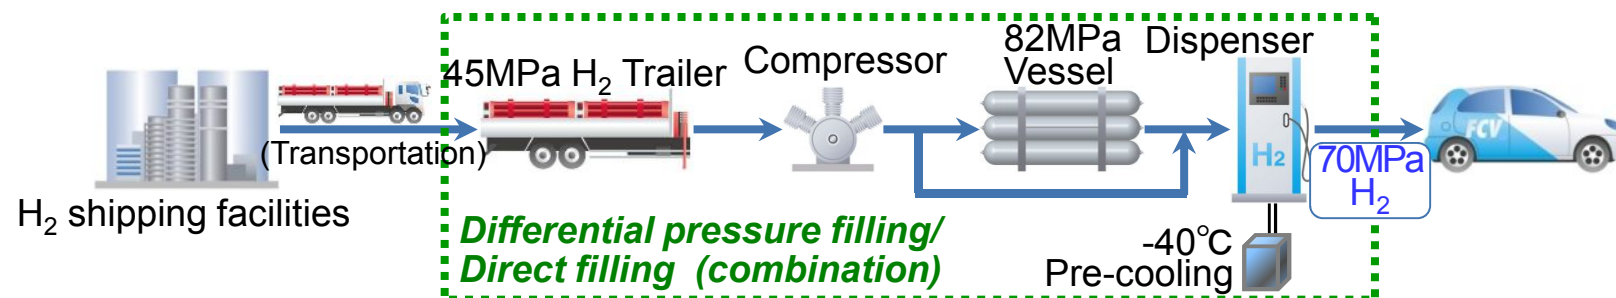 H₂ shipping facilities
(Transportation)
45MPa H₂ Trailer
Compressor
82MPa
Vessel
Dispenser
H₂
-40℃
Pre-cooling
70MPa
H₂
FCV
Differential pressure filling/
Direct filling (combination)